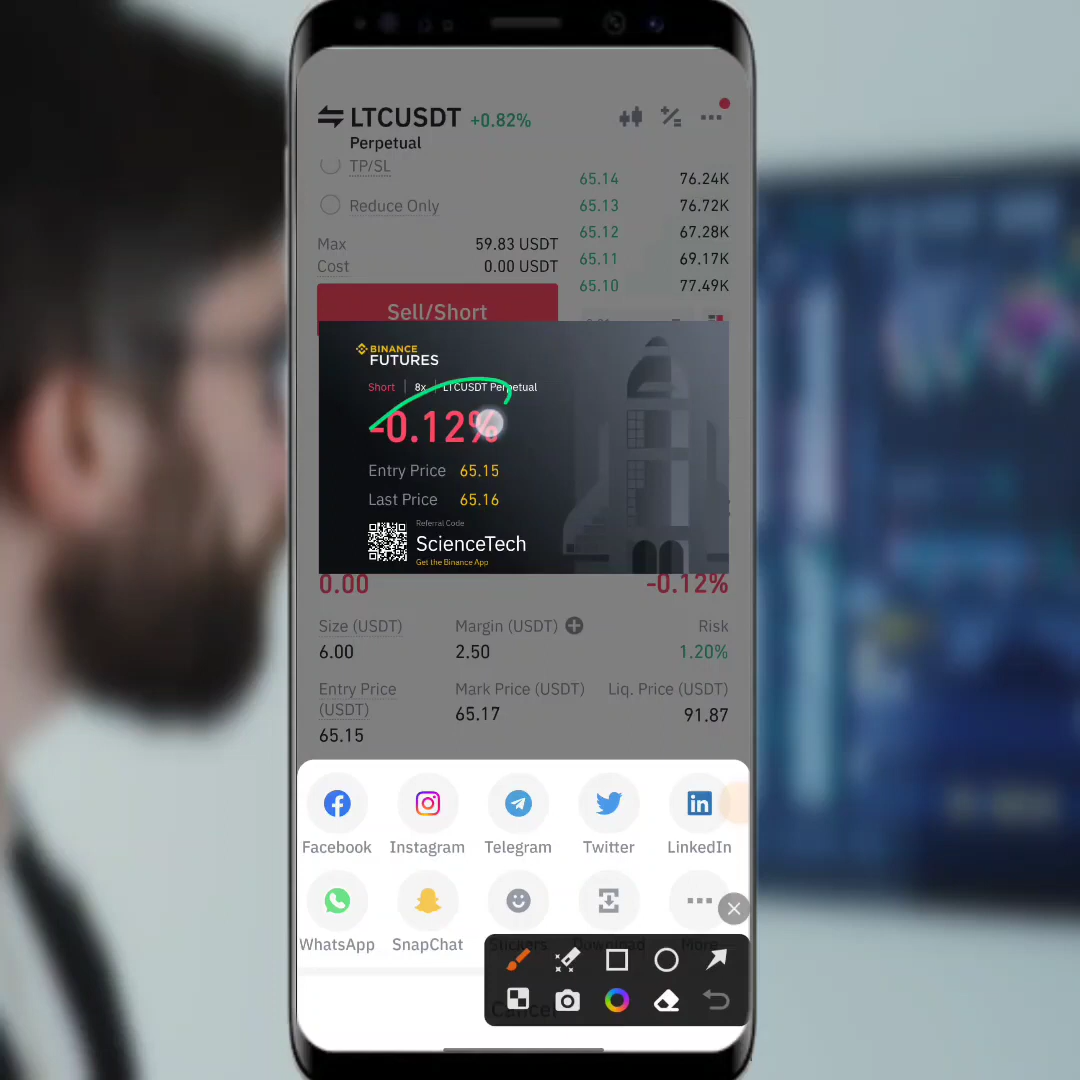 LTCUSDT +0.82%
Perpetual
TP/SL
Reduce Only
Max 59.83 USDT
Cost 0.00 USDT
Sell/Short
65.14 76.24K
65.13 76.72K
65.12 67.28K
65.11 69.17K
65.10 77.49K
BINANCE
FUTURES
Short 8x LTCUSDT Perpetual
-0.12%
Entry Price 65.15
Last Price 65.16
Referral Code
ScienceTech
Get the Binance App
0.00 -0.12%
Size (USDT) Margin (USDT) Risk
6.00 2.50 1.20%
Entry Price (USDT) Mark Price (USDT) Liq. Price (USDT)
65.15 65.17 91.87
Facebook Instagram Telegram Twitter LinkedIn
WhatsApp SnapChat Stickers Download More
Cancel